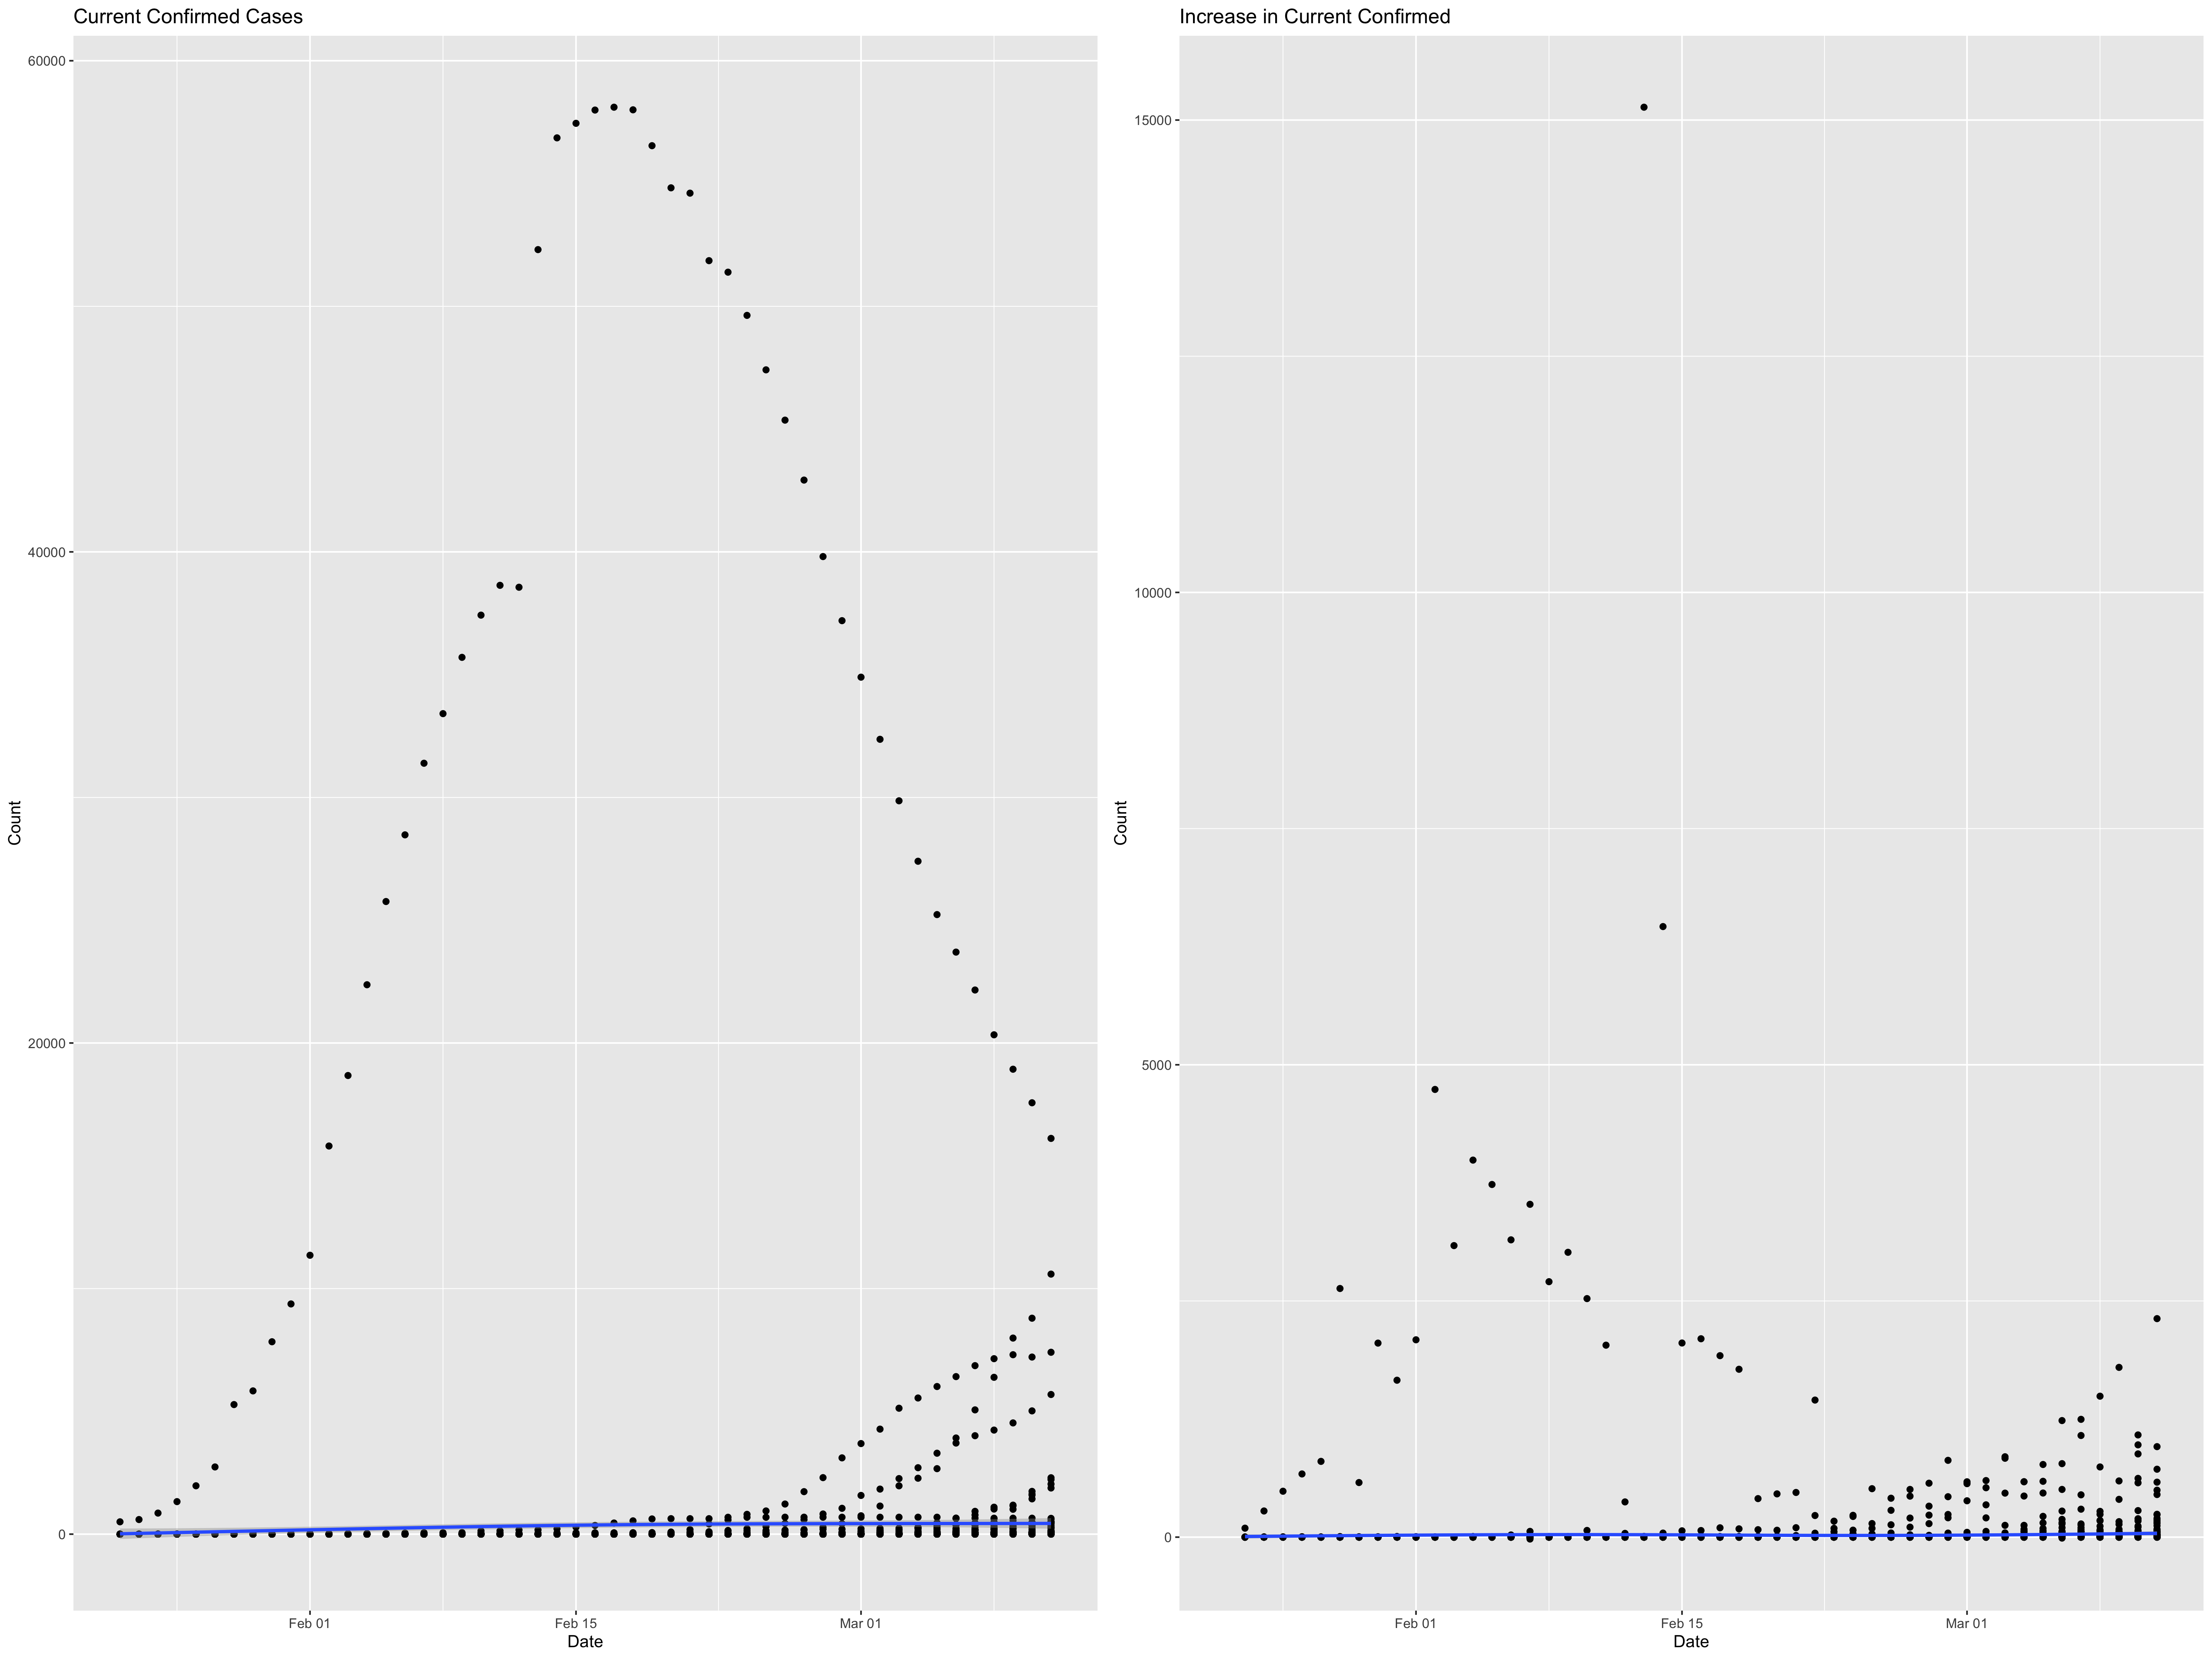 Current Confirmed Cases
60000
40000
20000
0
Count
Feb 01
Feb 15
Mar 01
Date
Increase in Current Confirmed
15000
10000
5000
0
Count
Feb 01
Feb 15
Mar 01
Date